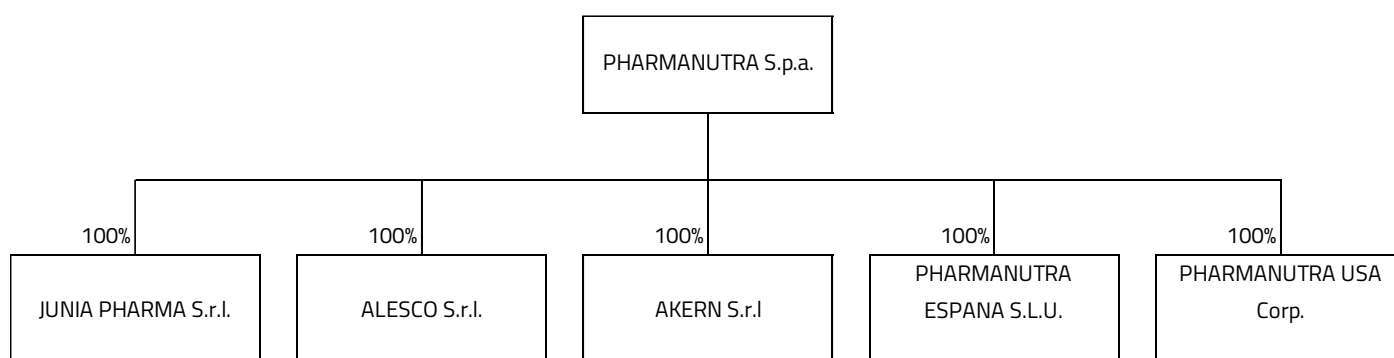 PHARMANUTRA S.p.a.
100%
100%
100%
100%
100%
JUNIA PHARMA S.r.l.
ALESCO S.r.l.
AKERN S.r.l
PHARMANUTRA
ESPANA S.L.U.
PHARMANUTRA USA
Corp.